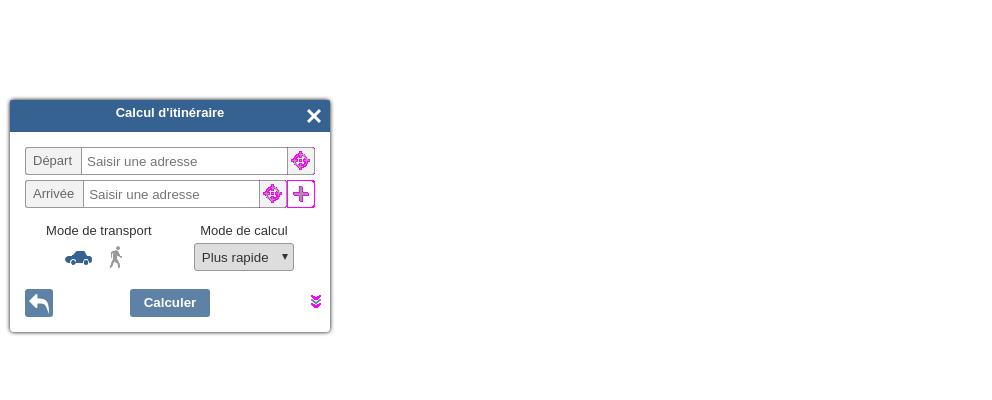 Calcul d'itinéraire
Départ Saisir une adresse
Arrivée Saisir une adresse
Mode de transport Mode de calcul
Plus rapide
Calculer